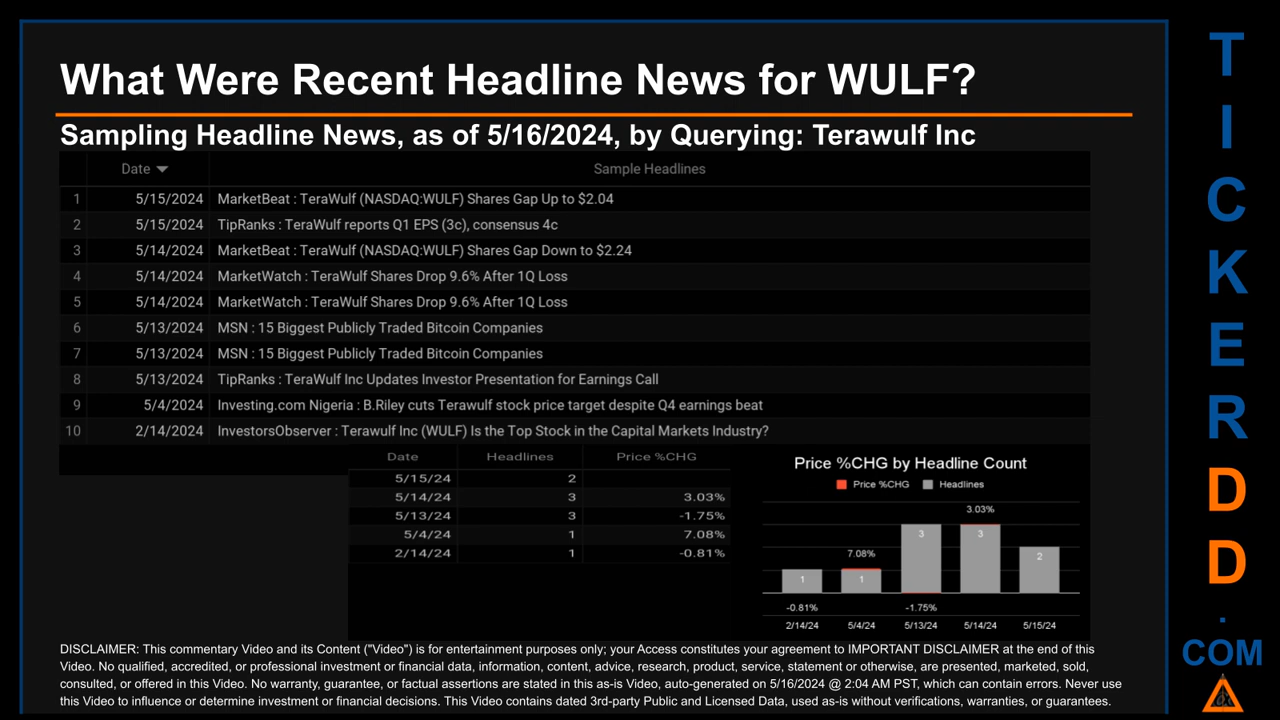 What Were Recent Headline News for WULF?
Sampling Headline News, as of 5/16/2024, by Querying: Terawulf Inc
Date Sample Headlines
1 5/15/2024 MarketBeat : TeraWulf (NASDAQ:WULF) Shares Gap Up to $2.04
2 5/15/2024 TipRanks : TeraWulf reports Q1 EPS (3c), consensus 4c
3 5/14/2024 MarketBeat : TeraWulf (NASDAQ:WULF) Shares Gap Down to $2.24
4 5/14/2024 MarketWatch : TeraWulf Shares Drop 9.6% After 1Q Loss
5 5/14/2024 MarketWatch : TeraWulf Shares Drop 9.6% After 1Q Loss
6 5/13/2024 MSN : 15 Biggest Publicly Traded Bitcoin Companies
7 5/13/2024 MSN : 15 Biggest Publicly Traded Bitcoin Companies
8 5/13/2024 TipRanks : TeraWulf Inc Updates Investor Presentation for Earnings Call
9 5/4/2024 Investing.com Nigeria : B.Riley cuts Terawulf stock price target despite Q4 earnings beat
10 2/14/2024 InvestorsObserver : Terawulf Inc (WULF) Is the Top Stock in the Capital Markets Industry?
Date Headlines Price %CHG
5/15/24 2
5/14/24 3 3.03%
5/13/24 3 -1.75%
5/4/24 1 7.08%
2/14/24 1 -0.81%
Price %CHG by Headline Count
Price %CHG Headlines
3.03%
7.08%
3 3
2
1 1
-0.81% -1.75%
2/14/24 5/4/24 5/13/24 5/14/24 5/15/24
DISCLAIMER: This commentary Video and its Content ("Video") is for entertainment purposes only; your Access constitutes your agreement to IMPORTANT DISCLAIMER at the end of this
Video. No qualified, accredited, or professional investment or financial data, information, content, advice, research, product, service, statement or otherwise, are presented, marketed, sold,
consulted, or offered in this Video. No warranty, guarantee, or factual assertions are stated in this as-is Video, auto-generated on 5/16/2024 @ 2:04 AM PST, which can contain errors. Never use
this Video to influence or determine investment or financial decisions. This Video contains dated 3rd-party Public and Licensed Data, used as-is without verifications, warranties, or guarantees.
T
I
C
K
E
R
D
D
.
COM